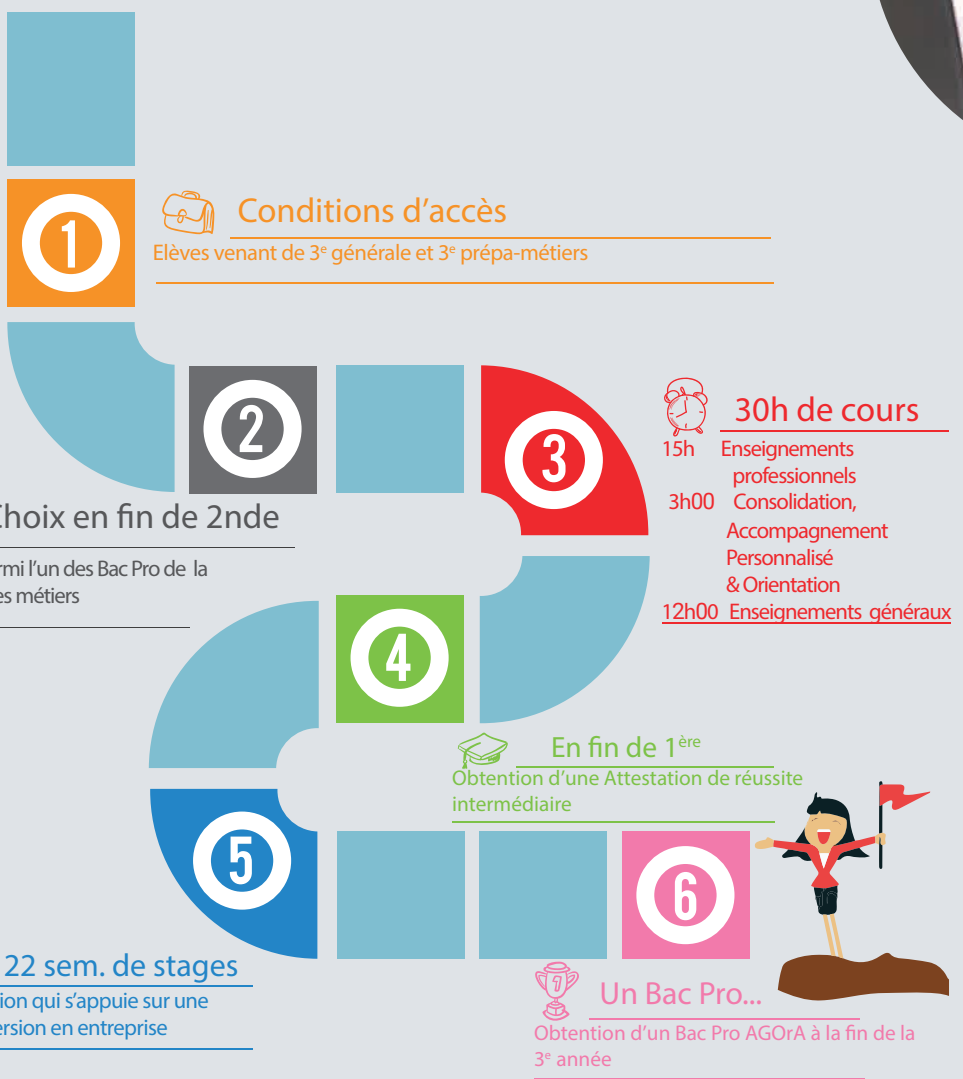 1
Conditions d'accès
Elèves venant de 3e générale et 3e prépa-métiers
2
Choix en fin de 2nde
rmi l'un des Bac Pro de la
es métiers
3
30h de cours
15h Enseignements
professionnels
3h00 Consolidation,
Accompagnement
Personnalisé
& Orientation
12h00 Enseignements généraux
4
En fin de 1ère
Obtention d'une Attestation de réussite
intermédiaire
5
22 sem. de stages
ion qui s'appuie sur une
ersion en entreprise
6
Un Bac Pro...
Obtention d'un Bac Pro AGOrA à la fin de la
3e année